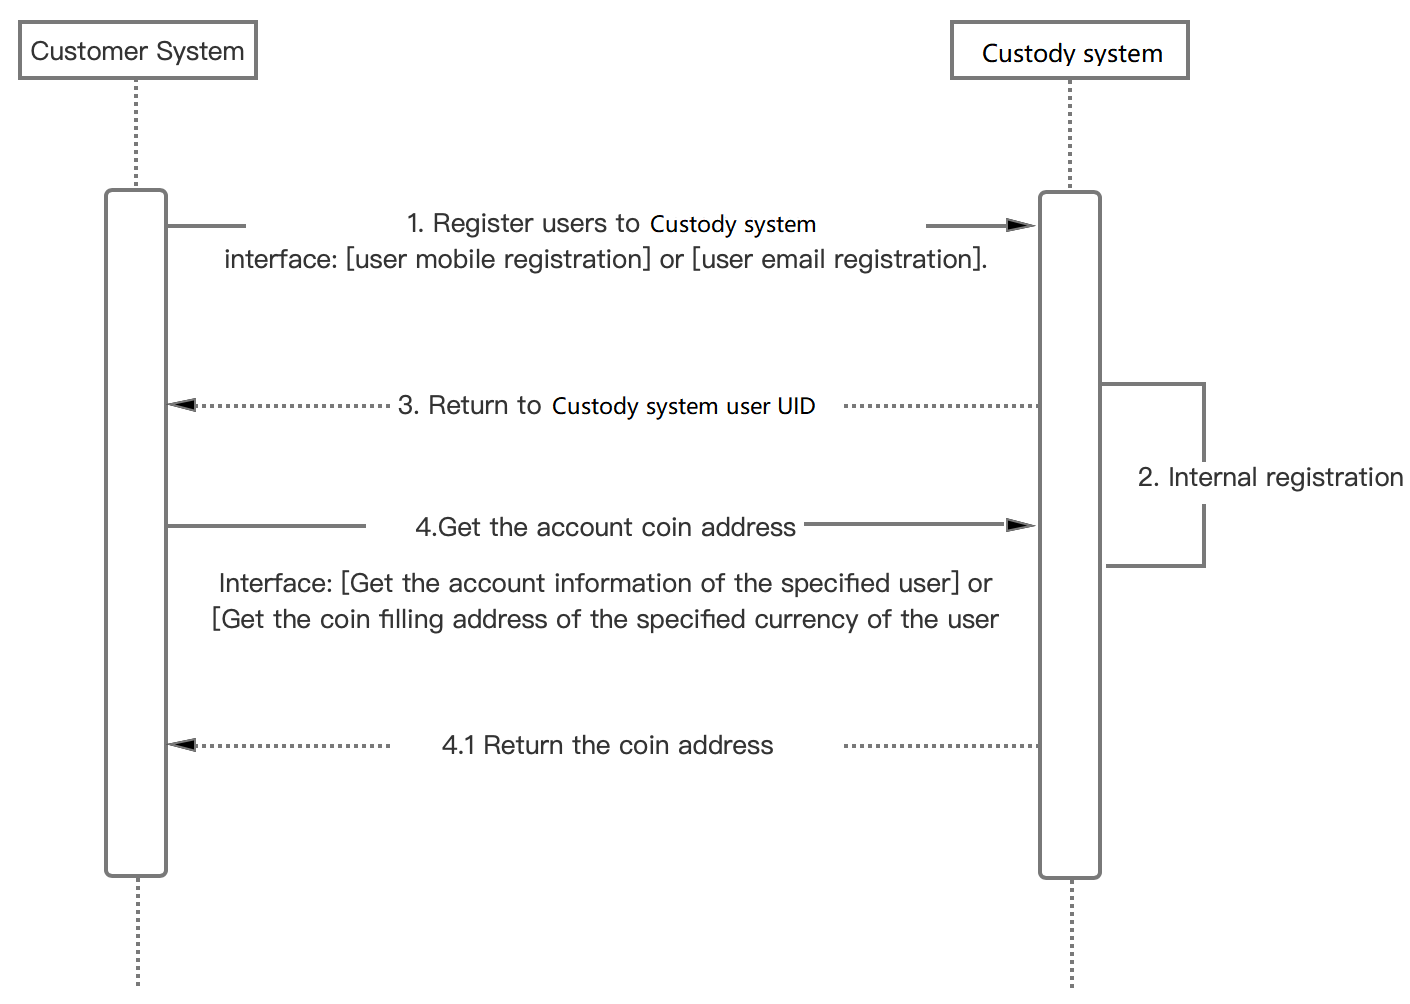 Customer System
Custody system
1. Register users to Custody system
interface: [user mobile registration] or [user email registration].
3. Return to Custody system user UID
2. Internal registration
4.Get the account coin address
Interface: [Get the account information of the specified user] or
[Get the coin filling address of the specified currency of the user
4.1 Return the coin address